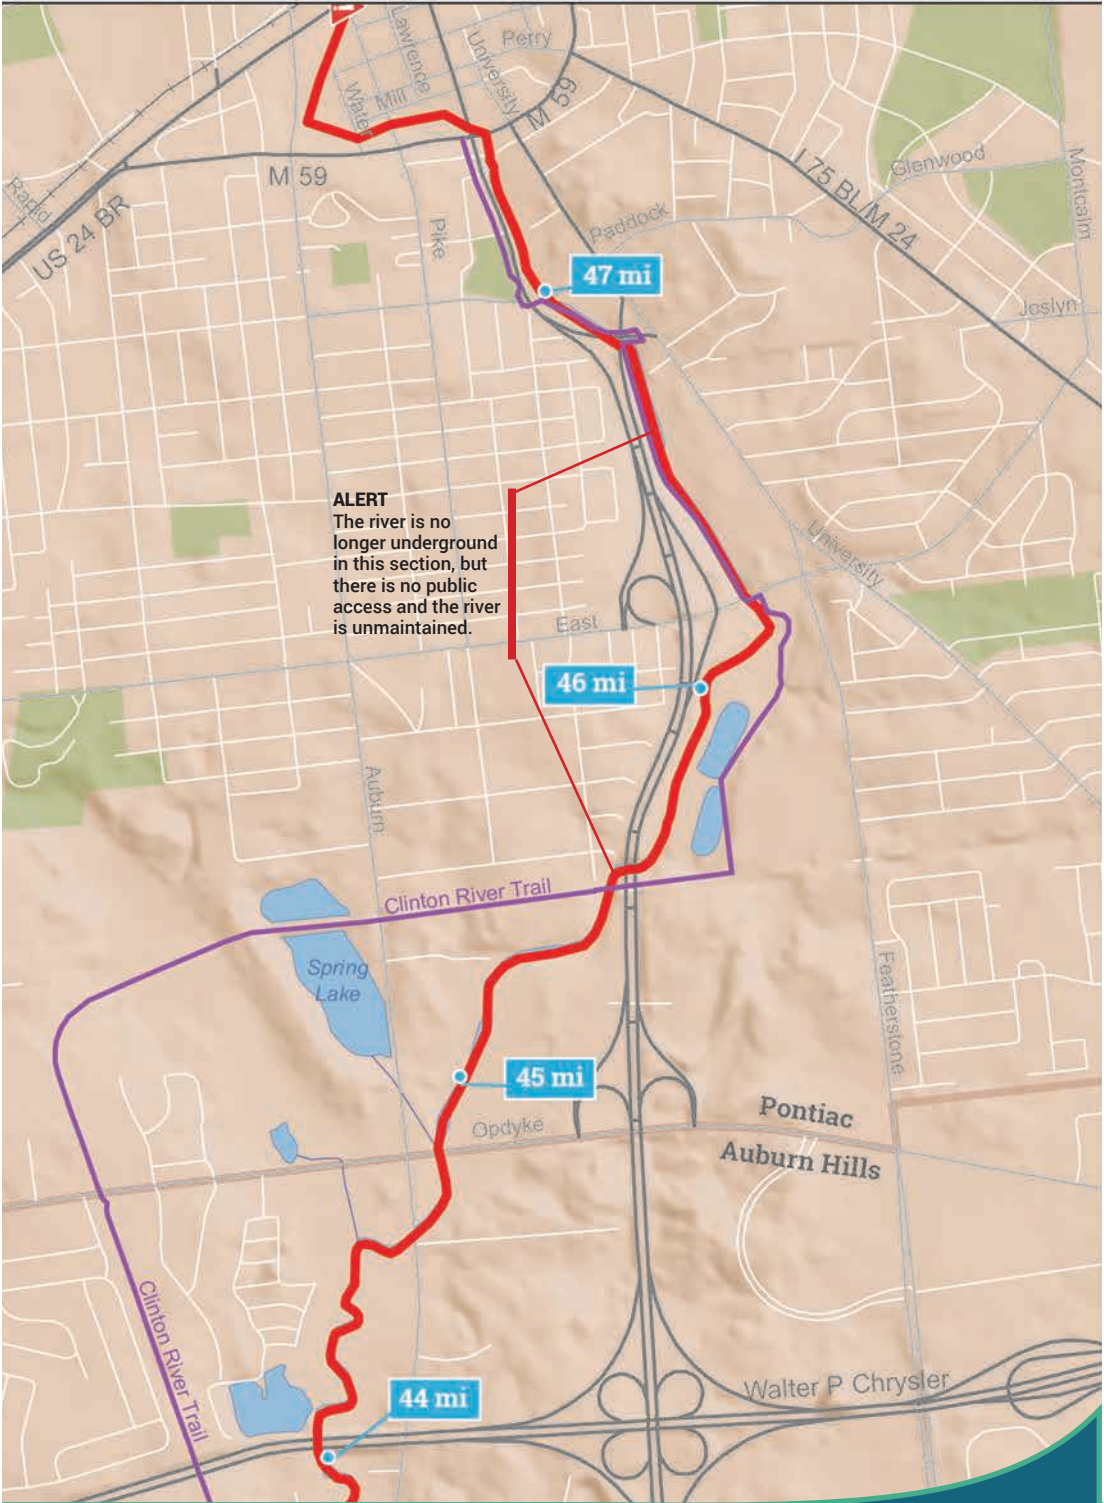 Lawrence
University
Perry
Water
Mill
M 59
M 59
I 75 BL/M 24
Glenwood
Montcalm
Rapid
US 24 BR
Pike
Paddock
47 mi
Joslyn
ALERT
The river is no
longer underground
in this section, but
there is no public
access and the river
is unmaintained.
University
East
46 mi
Auburn
Clinton River Trail
Spring
Lake
Featherstone
45 mi
Opdyke
Pontiac
Auburn Hills
Clinton River Trail
44 mi
Walter P Chrysler